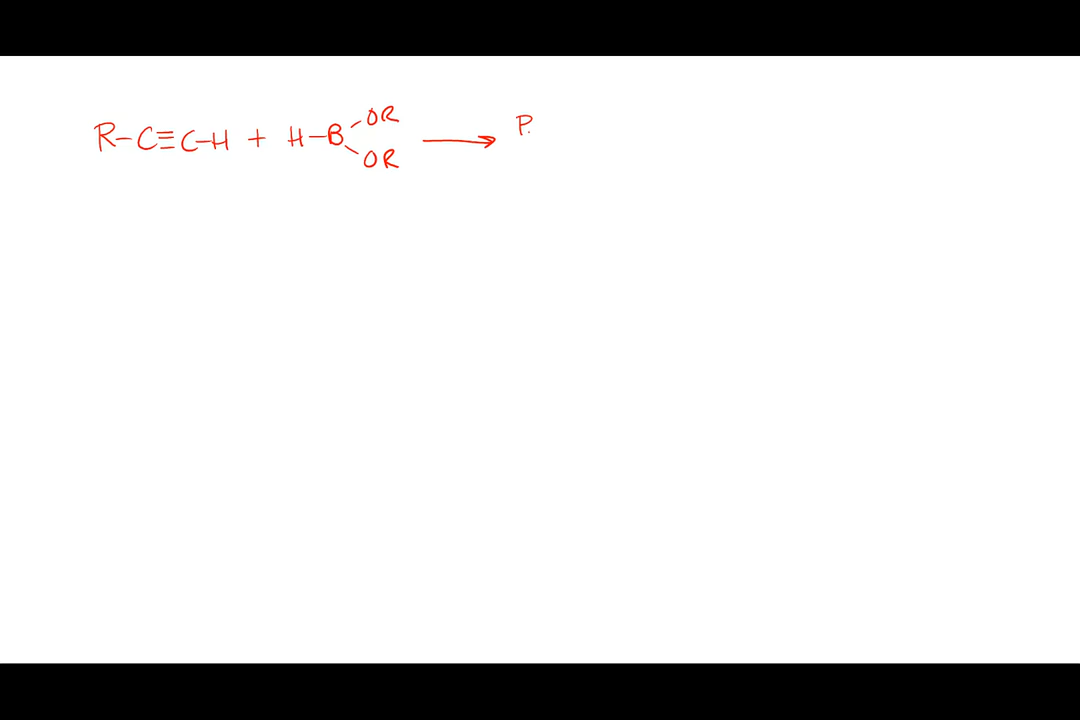 R-C≡C-H + H-B(OR)(OR) ⟶ P.